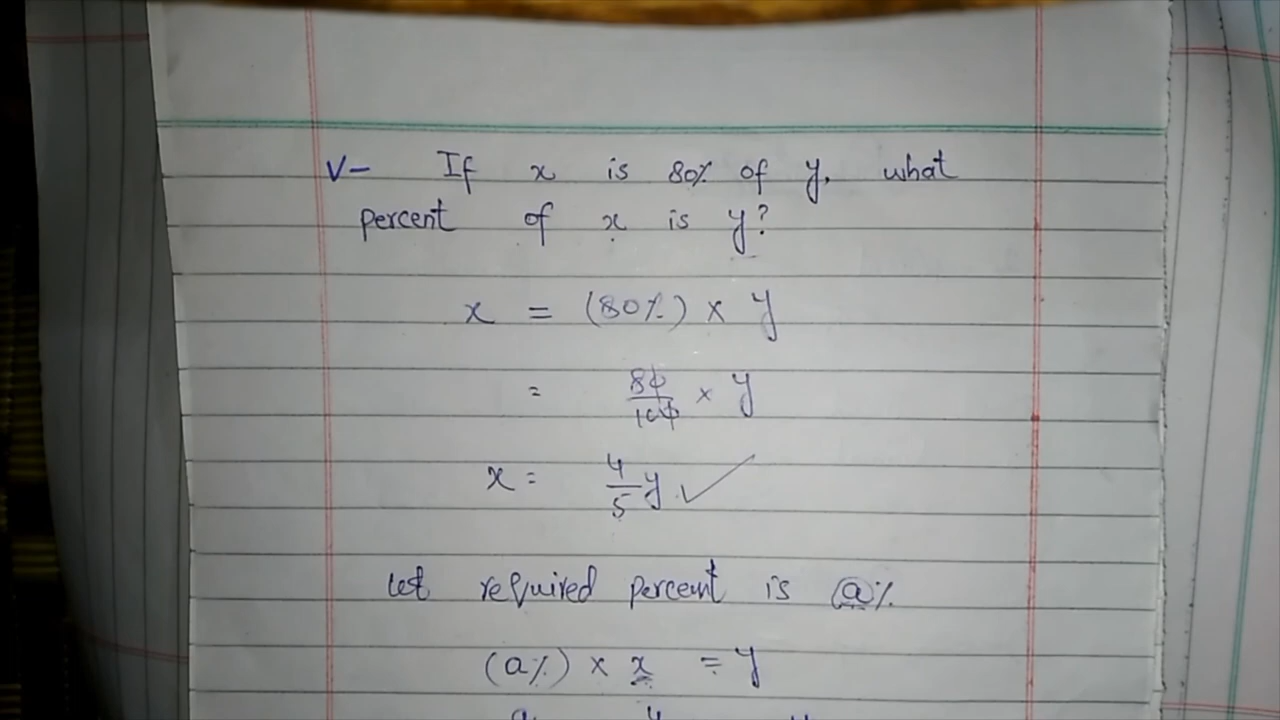 V- If x is 80% of y, what
percent of x is y?
x = (80%) × y
= 80/100 × y
x = 4/5 y ✓
Let required percent is a%
(a%) × x = y